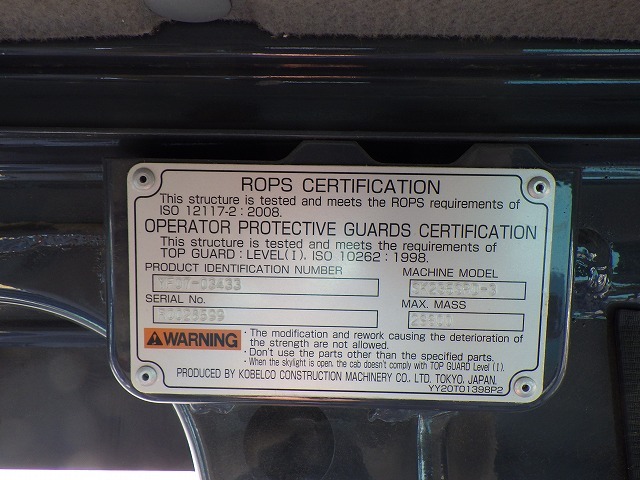 ROPS CERTIFICATION
This structure is tested and meets the ROPS requirements of
ISO 12117-2 : 2008.
OPERATOR PROTECTIVE GUARDS CERTIFICATION
This structure is tested and meets the requirements of
TOP GUARD : LEVEL(I). ISO 10262 : 1998.
PRODUCT IDENTIFICATION NUMBER
MACHINE MODEL
SERIAL No.
MAX. MASS
WARNING
· The modification and rework causing the deterioration of
the strength are not allowed.
· Don't use the parts other than the specified parts.
· When the skylight is open, the cab doesn't comply with TOP GUARD Level (I).
PRODUCED BY KOBELCO CONSTRUCTION MACHINERY CO., LTD. TOKYO, JAPAN.
YY20T01398P2